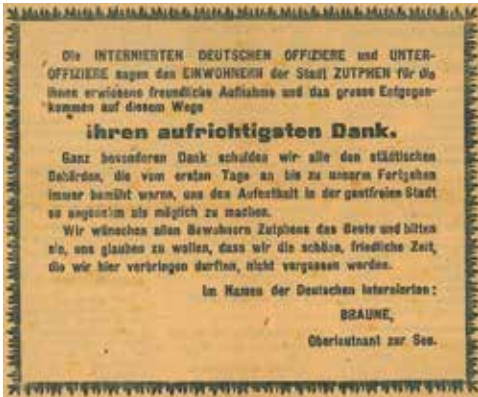 Die INTERNIERTEN DEUTSCHEN OFFIZIERE und UNTER-
OFFIZIERE sagen den EINWOHNERN der Stadt ZUTPHEN für die
ihnen erwiesene freundliche Aufnahme und das grosse Entgegen-
kommen auf diesem Wege
ihren aufrichtigsten Dank.
Ganz besonderen Dank schulden wir alle den städtischen
Behörden, die vom ersten Tage an bis zu unserm Fortgehen
immer bemüht waren, uns den Aufenthalt in der gastfreien Stadt
so angenehm als möglich zu machen.
Wir wünschen allen Bewohnern Zutphens das Beste und bitten
sie, uns glauben zu wollen, dass wir die schöne, friedliche Zeit,
die wir hier verbringen durften, nicht vergessen werden.
Im Namen der Deutschen Internierten:
BRAUNE,
Oberleutnant zur See.